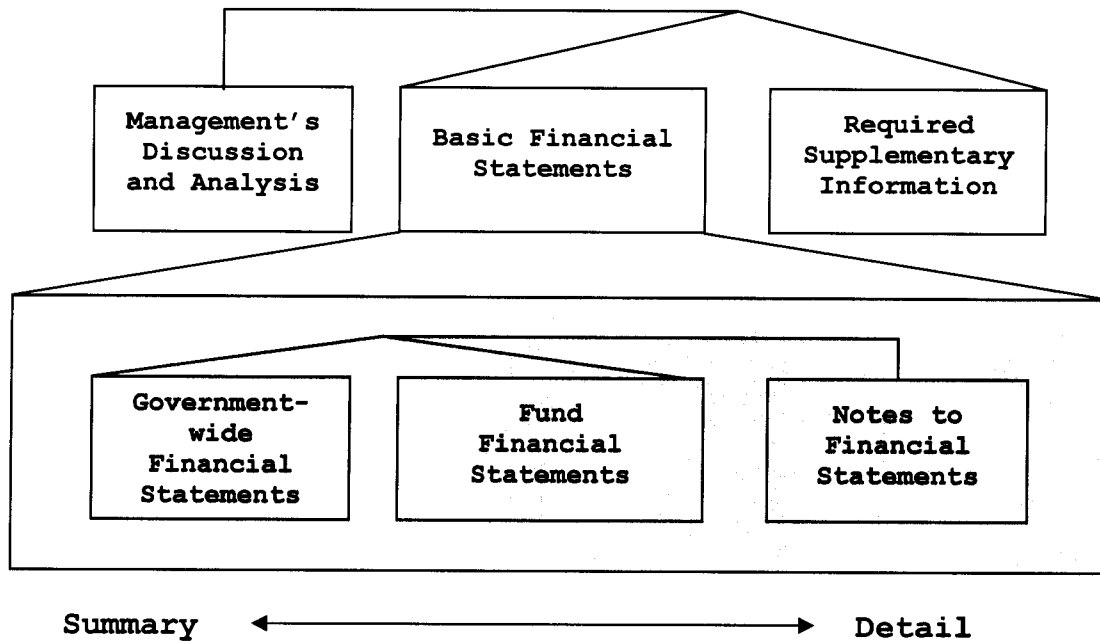 Management's
Discussion
and Analysis
Basic Financial
Statements
Required
Supplementary
Information
Government-
wide
Financial
Statements
Fund
Financial
Statements
Notes to
Financial
Statements
Summary
Detail